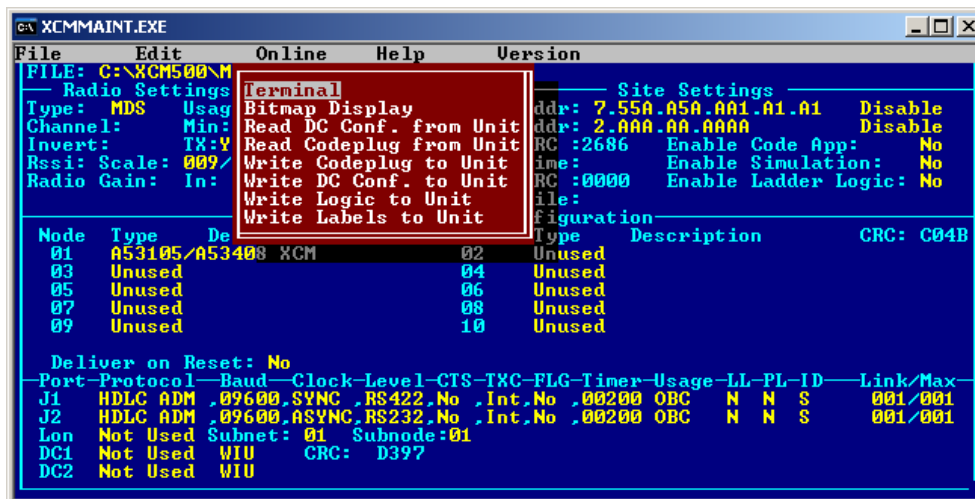 XCMMAINT.EXE
File Edit Online Help Version
FILE: C:\XCM500\M
Radio Settings Terminal Site Settings
Type: MDS Usag Bitmap Display ddr: 7.55A.A5A.AA1.A1.A1 Disable
Channel: Min: Read DC Conf. from Unit ddr: 2.AAA.AA.AAAA Disable
Invert: TX:Y Read Codeplug from Unit RC :2686 Enable Code App: No
Rssi: Scale: 009/ Write Codeplug to Unit ime: Enable Simulation: No
Radio Gain: In: Write DC Conf. to Unit RC :0000 Enable Ladder Logic: No
Write Logic to Unit ile:
Write Labels to Unit figuration
Node Type De Type Description CRC: C04B
01 A53105/A53408 XCM 02 Unused
03 Unused 04 Unused
05 Unused 06 Unused
07 Unused 08 Unused
09 Unused 10 Unused
Deliver on Reset: No
Port Protocol Baud Clock Level CTS TXC FLG Timer Usage LL PL ID Link/Max
J1 HDLC ADM ,09600,SYNC ,RS422,No ,Int,No ,00200 OBC N N S 001/001
J2 HDLC ADM ,09600,ASYNC,RS232,No ,Int,No ,00200 OBC N N S 001/001
Lon Not Used Subnet: 01 Subnode:01
DC1 Not Used WIU CRC: D397
DC2 Not Used WIU